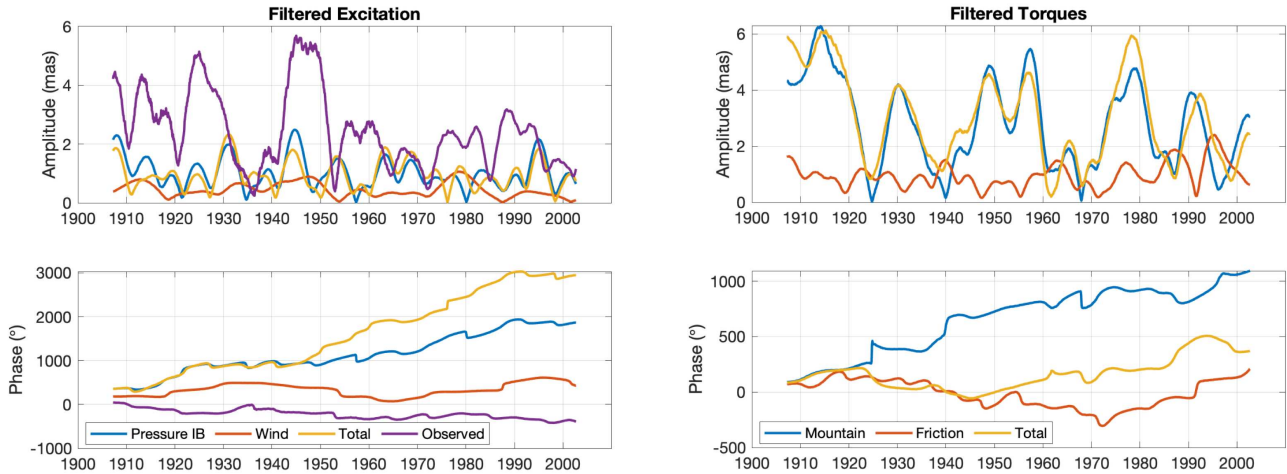 Filtered Excitation
Amplitude (mas)
6
4
2
0
1900 1910 1920 1930 1940 1950 1960 1970 1980 1990 2000
Phase (°)
3000
2000
1000
0
-1000
Pressure IB Wind Total Observed
1900 1910 1920 1930 1940 1950 1960 1970 1980 1990 2000
Filtered Torques
Amplitude (mas)
6
4
2
0
1900 1910 1920 1930 1940 1950 1960 1970 1980 1990 2000
Phase (°)
1000
500
0
-500
Mountain Friction Total
1900 1910 1920 1930 1940 1950 1960 1970 1980 1990 2000